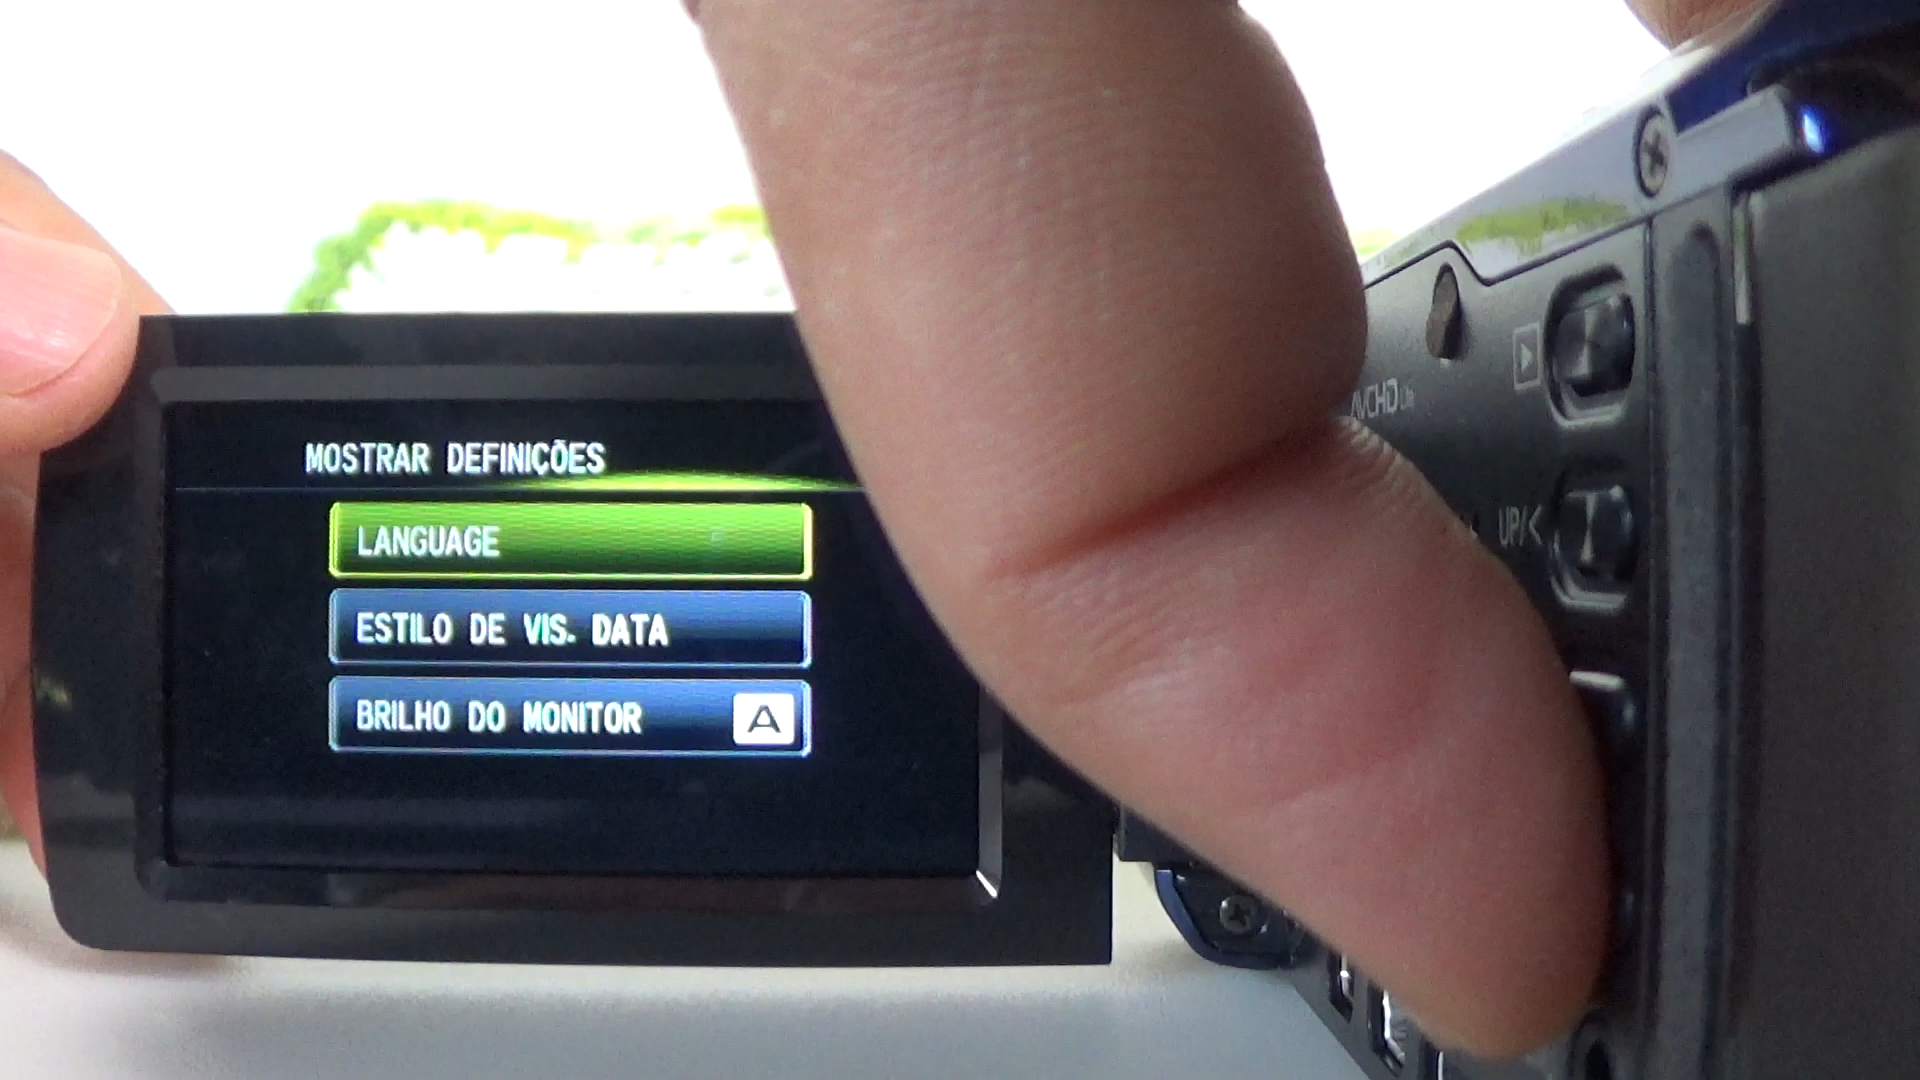 MOSTRAR DEFINIÇÕES
LANGUAGE
ESTILO DE VIS. DATA
BRILHO DO MONITOR A
AVCHD
UP/<